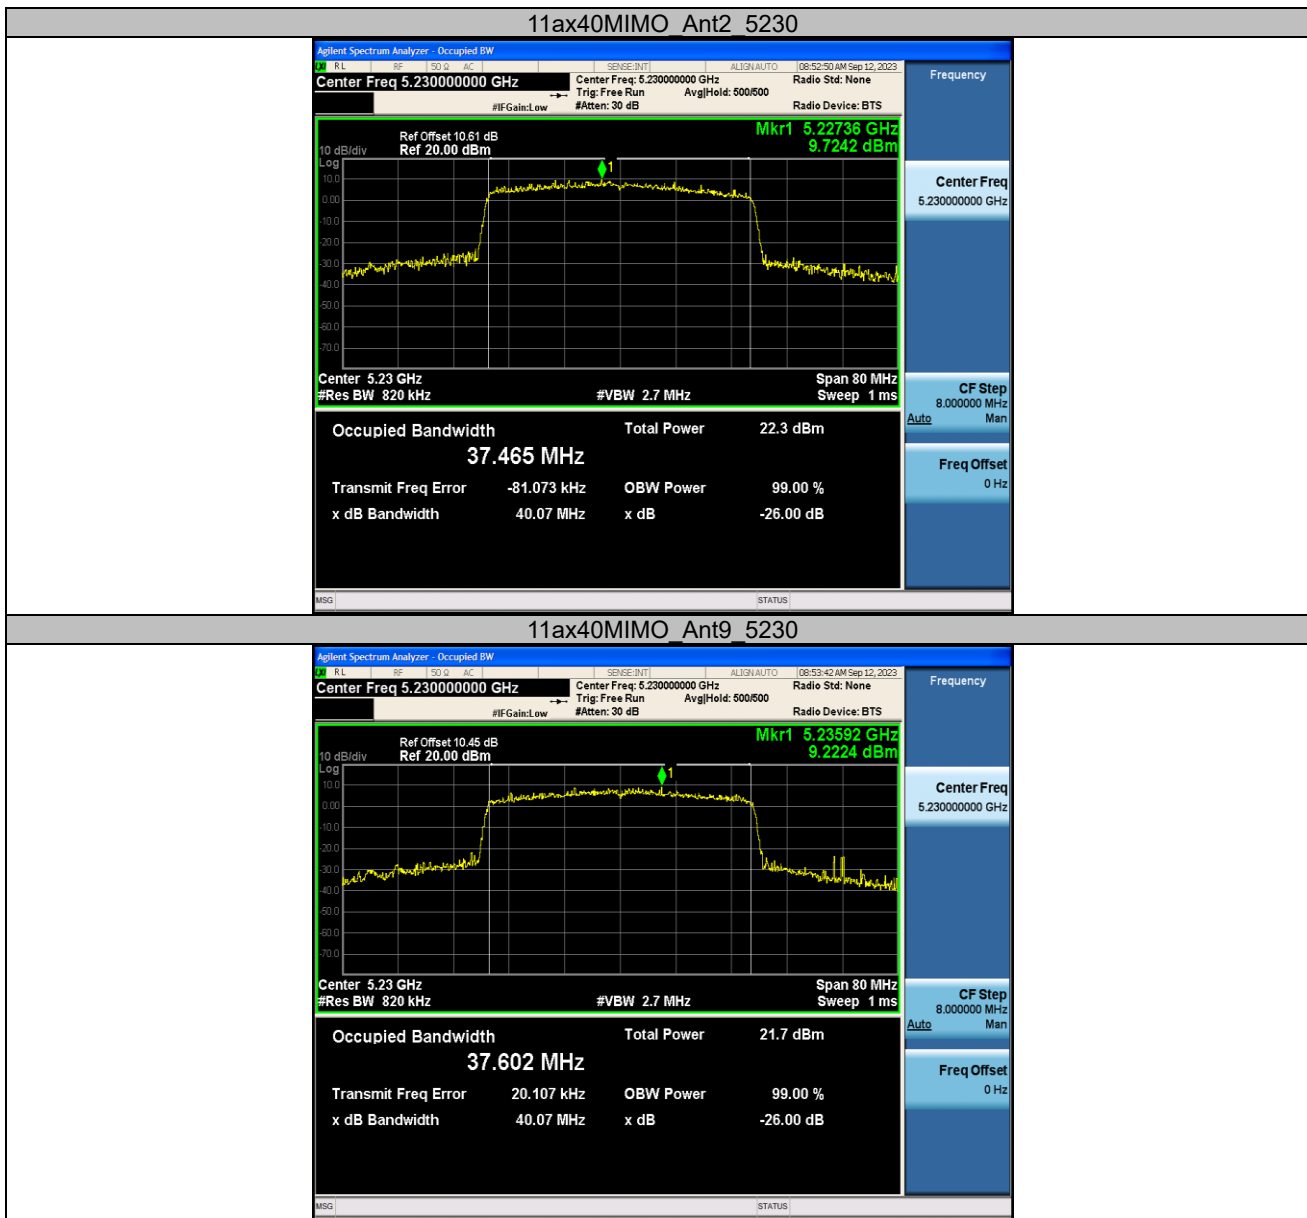 11ax40MIMO_Ant2_5230
Agilent Spectrum Analyzer - Occupied BW
RL RF 50 Ω AC SENSE:INT ALIGN AUTO 08:52:50 AM Sep 12, 2023
Center Freq 5.230000000 GHz Center Freq: 5.230000000 GHz Radio Std: None
Trig: Free Run Avg|Hold: 500/500
#IFGain:Low #Atten: 30 dB Radio Device: BTS
Frequency
Mkr1 5.22736 GHz
9.7242 dBm
Ref Offset 10.61 dB
10 dB/div Ref 20.00 dBm
Log
10.0
0.00
-10.0
-20.0
-30.0
-40.0
-50.0
-60.0
-70.0
1
Center Freq
5.230000000 GHz
Center 5.23 GHz Span 80 MHz
#Res BW 820 kHz #VBW 2.7 MHz Sweep 1 ms
CF Step
8.000000 MHz
Auto Man
Occupied Bandwidth Total Power 22.3 dBm
37.465 MHz
Freq Offset
0 Hz
Transmit Freq Error -81.073 kHz OBW Power 99.00 %
x dB Bandwidth 40.07 MHz x dB -26.00 dB
MSG STATUS
11ax40MIMO_Ant9_5230
Agilent Spectrum Analyzer - Occupied BW
RL RF 50 Ω AC SENSE:INT ALIGN AUTO 08:53:42 AM Sep 12, 2023
Center Freq 5.230000000 GHz Center Freq: 5.230000000 GHz Radio Std: None
Trig: Free Run Avg|Hold: 500/500
#IFGain:Low #Atten: 30 dB Radio Device: BTS
Frequency
Mkr1 5.23592 GHz
9.2224 dBm
Ref Offset 10.45 dB
10 dB/div Ref 20.00 dBm
Log
10.0
0.00
-10.0
-20.0
-30.0
-40.0
-50.0
-60.0
-70.0
1
Center Freq
5.230000000 GHz
Center 5.23 GHz Span 80 MHz
#Res BW 820 kHz #VBW 2.7 MHz Sweep 1 ms
CF Step
8.000000 MHz
Auto Man
Occupied Bandwidth Total Power 21.7 dBm
37.602 MHz
Freq Offset
0 Hz
Transmit Freq Error 20.107 kHz OBW Power 99.00 %
x dB Bandwidth 40.07 MHz x dB -26.00 dB
MSG STATUS